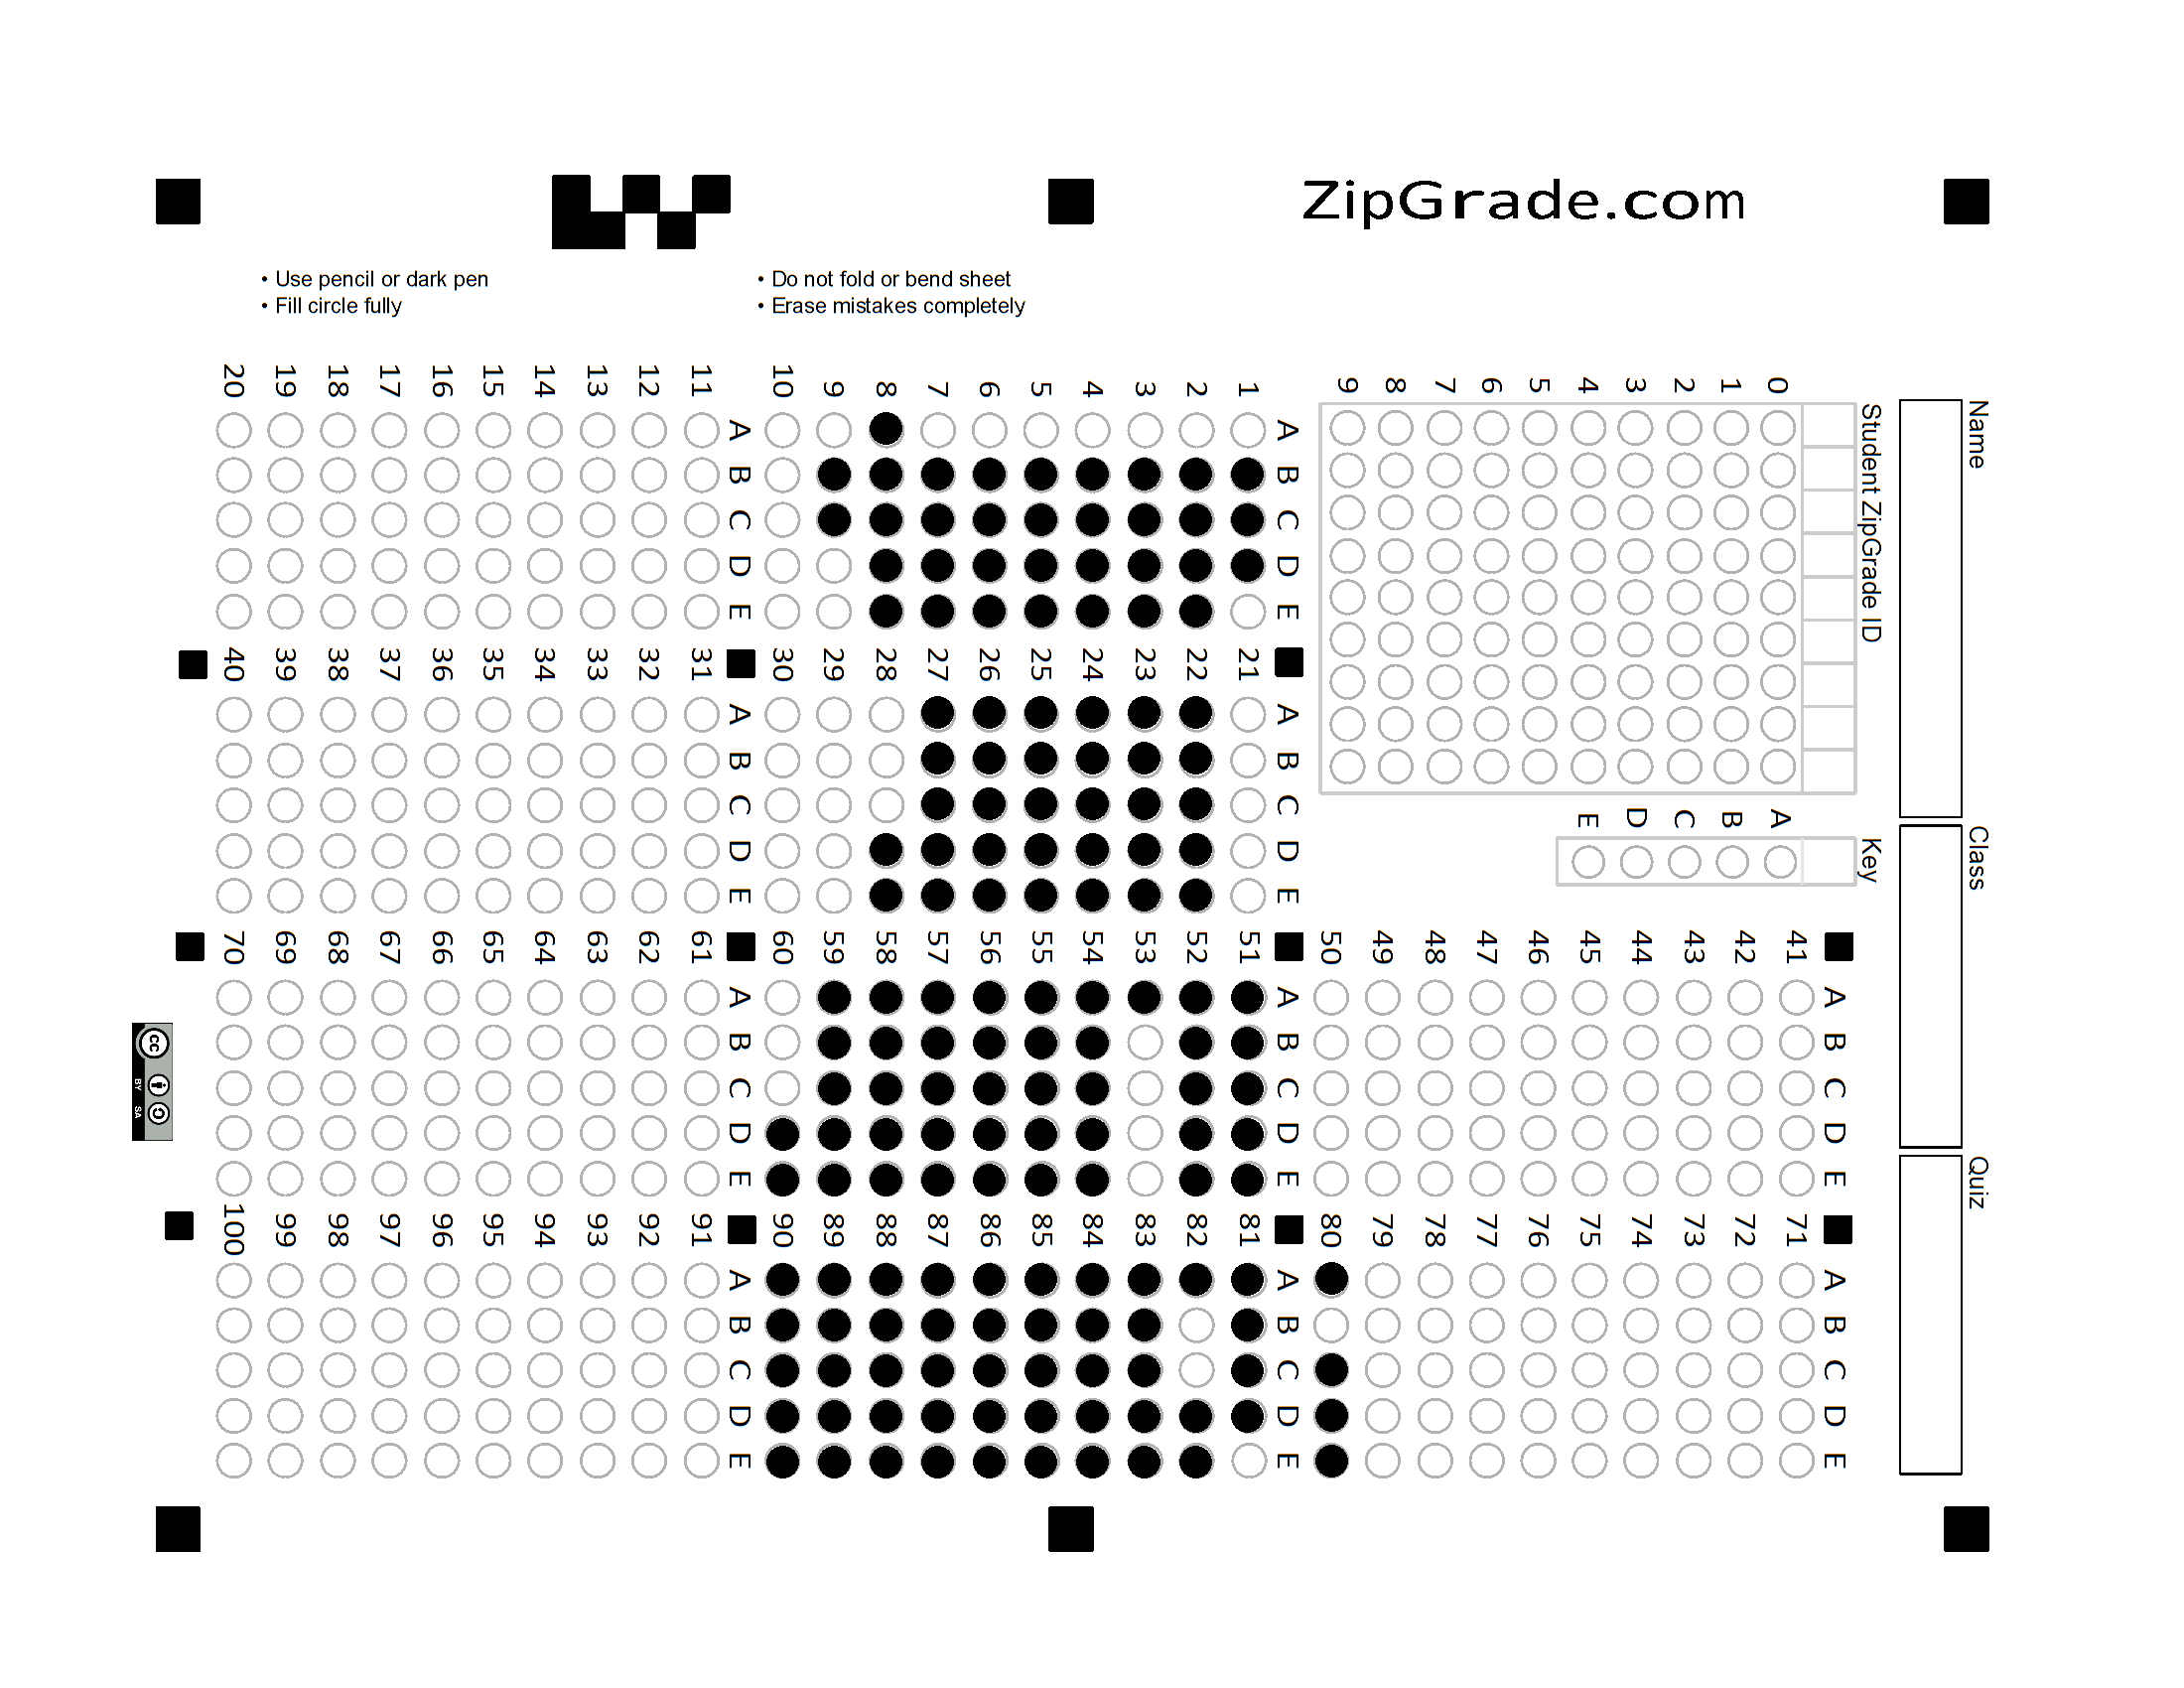 ZipGrade.com
• Use pencil or dark pen
• Fill circle fully
• Do not fold or bend sheet
• Erase mistakes completely
Name
Class
Quiz
Student ZipGrade ID
0 1 2 3 4 5 6 7 8 9
Key
A B C D E
1 2 3 4 5 6 7 8 9 10
A B C D E
11 12 13 14 15 16 17 18 19 20
A B C D E
21 22 23 24 25 26 27 28 29 30
A B C D E
31 32 33 34 35 36 37 38 39 40
A B C D E
41 42 43 44 45 46 47 48 49 50
A B C D E
51 52 53 54 55 56 57 58 59 60
A B C D E
61 62 63 64 65 66 67 68 69 70
A B C D E
71 72 73 74 75 76 77 78 79 80
A B C D E
81 82 83 84 85 86 87 88 89 90
A B C D E
91 92 93 94 95 96 97 98 99 100
A B C D E
cc
BY SA